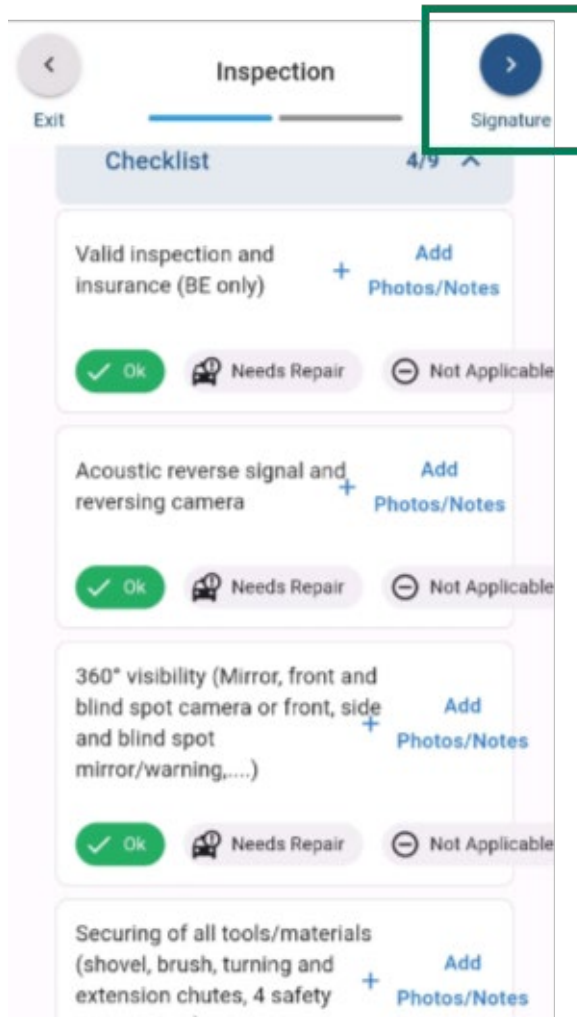 Inspection
Exit
Signature
Checklist 4/9
Valid inspection and
insurance (BE only)
+ Add
Photos/Notes
Ok Needs Repair Not Applicable
Acoustic reverse signal and
reversing camera
+ Add
Photos/Notes
Ok Needs Repair Not Applicable
360° visibility (Mirror, front and
blind spot camera or front, side
and blind spot
mirror/warning,....)
+ Add
Photos/Notes
Ok Needs Repair Not Applicable
Securing of all tools/materials
(shovel, brush, turning and
extension chutes, 4 safety
+ Add
Photos/Notes